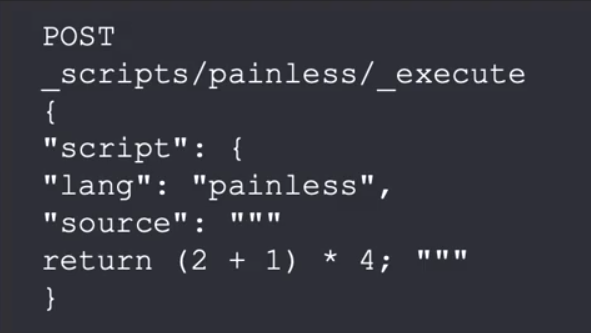 POST
_scripts/painless/_execute
{
"script": {
"lang": "painless",
"source": """
return (2 + 1) * 4; """
}